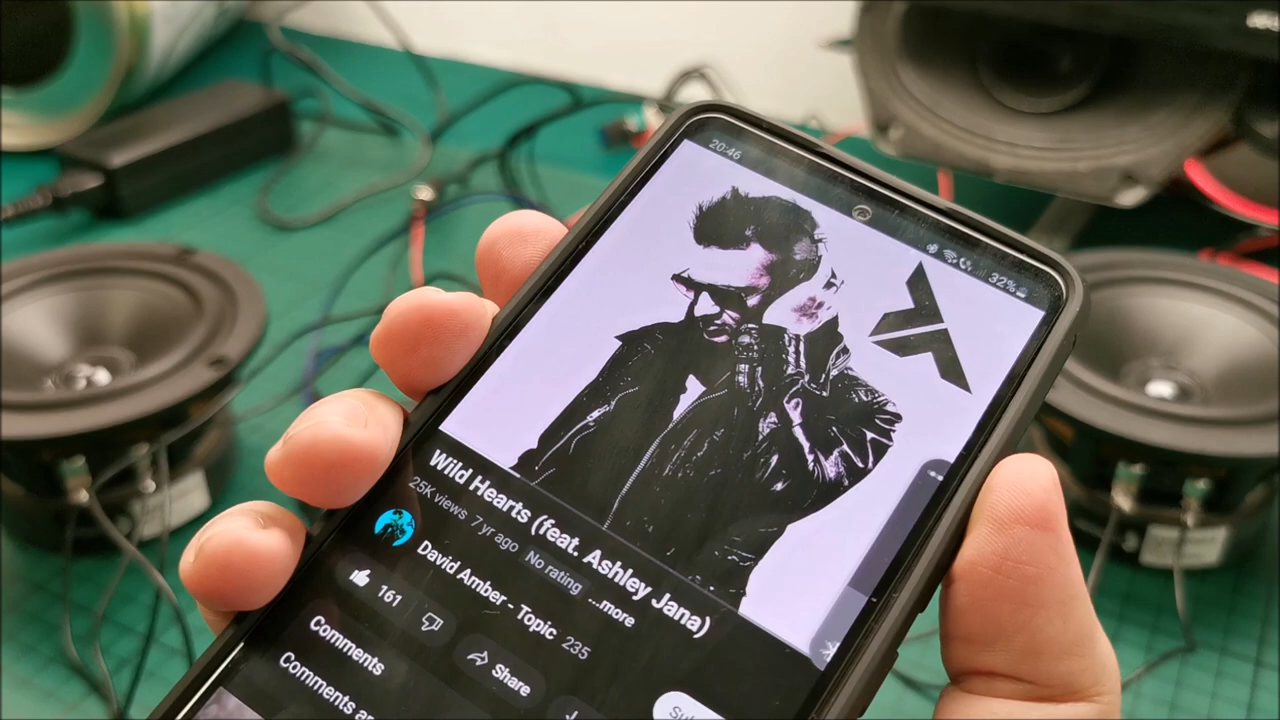 20:46
32%
Wild Hearts (feat. Ashley Jana)
25K views 7 yr ago No rating ...more
David Amber - Topic 235
161
Share
Comments
Comments